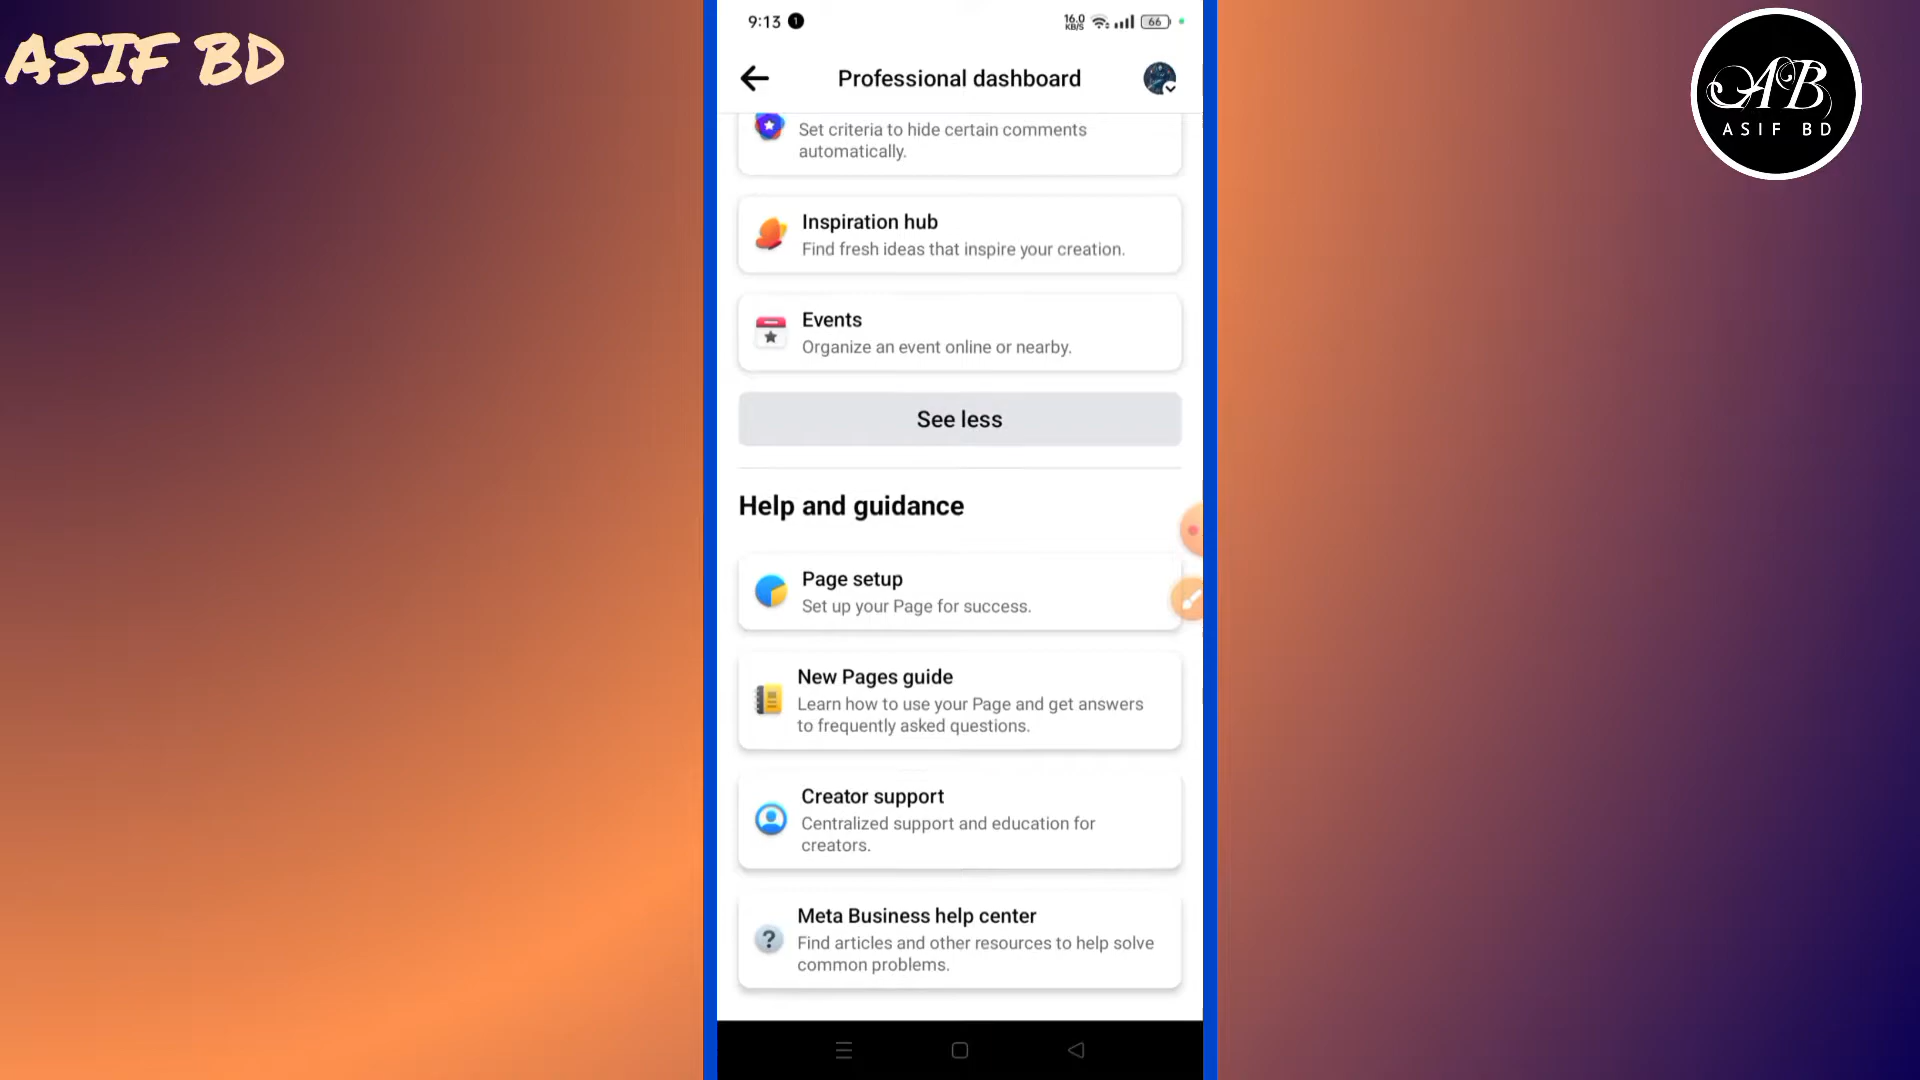 ASIF BD
9:13 1
16.0
KB/S
66
Professional dashboard
AB
ASIF BD
Set criteria to hide certain comments
automatically.
Inspiration hub
Find fresh ideas that inspire your creation.
Events
Organize an event online or nearby.
See less
Help and guidance
Page setup
Set up your Page for success.
New Pages guide
Learn how to use your Page and get answers
to frequently asked questions.
Creator support
Centralized support and education for
creators.
Meta Business help center
Find articles and other resources to help solve
common problems.